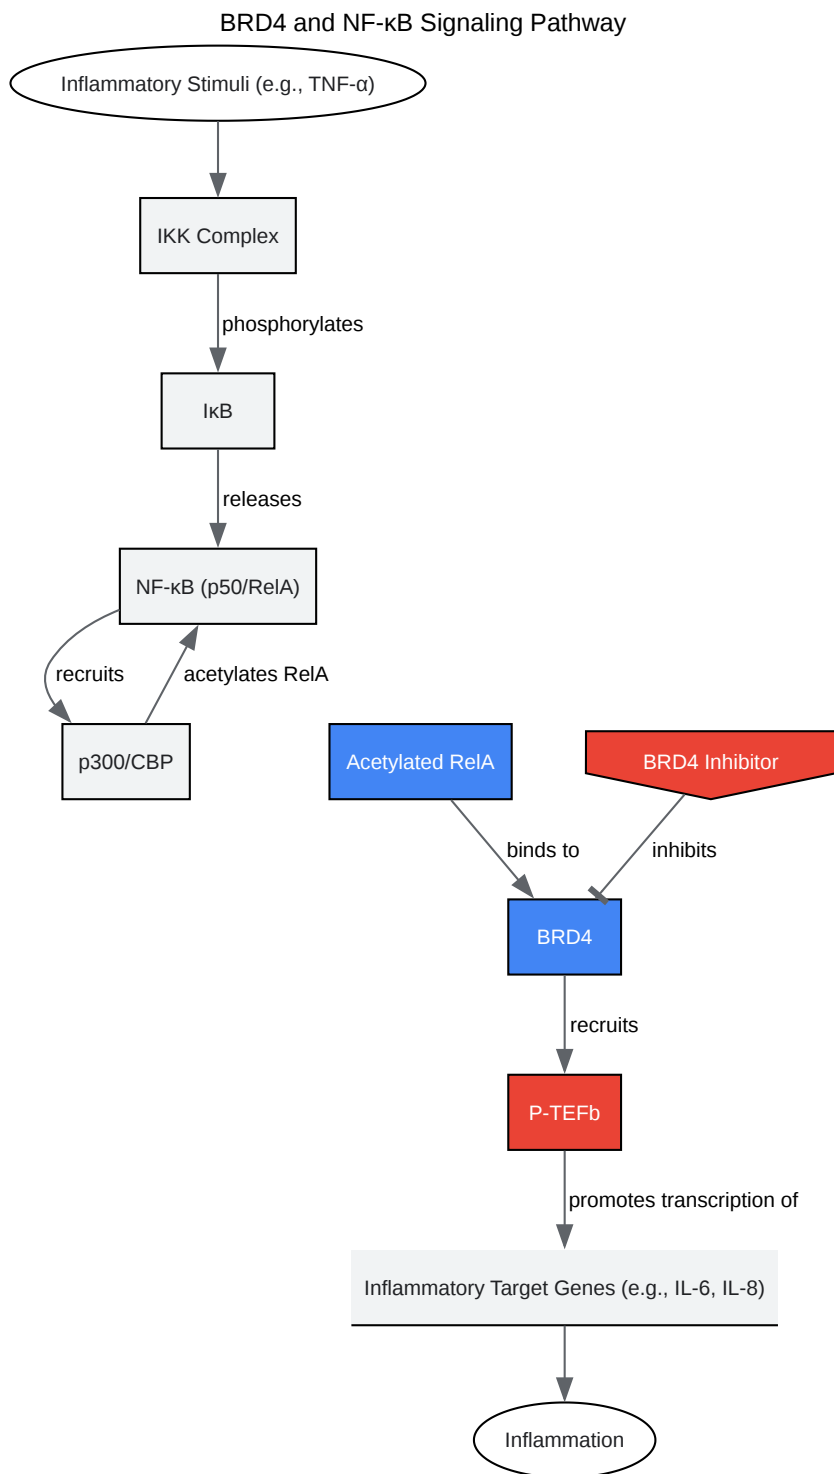 BRD4 and NF-κB Signaling Pathway
Inflammatory Stimuli (e.g., TNF-α)
IKK Complex
phosphorylates
IκB
releases
NF-κB (p50/RelA)
recruits
acetylates RelA
p300/CBP
Acetylated RelA
BRD4 Inhibitor
binds to
inhibits
BRD4
recruits
P-TEFb
promotes transcription of
Inflammatory Target Genes (e.g., IL-6, IL-8)
Inflammation